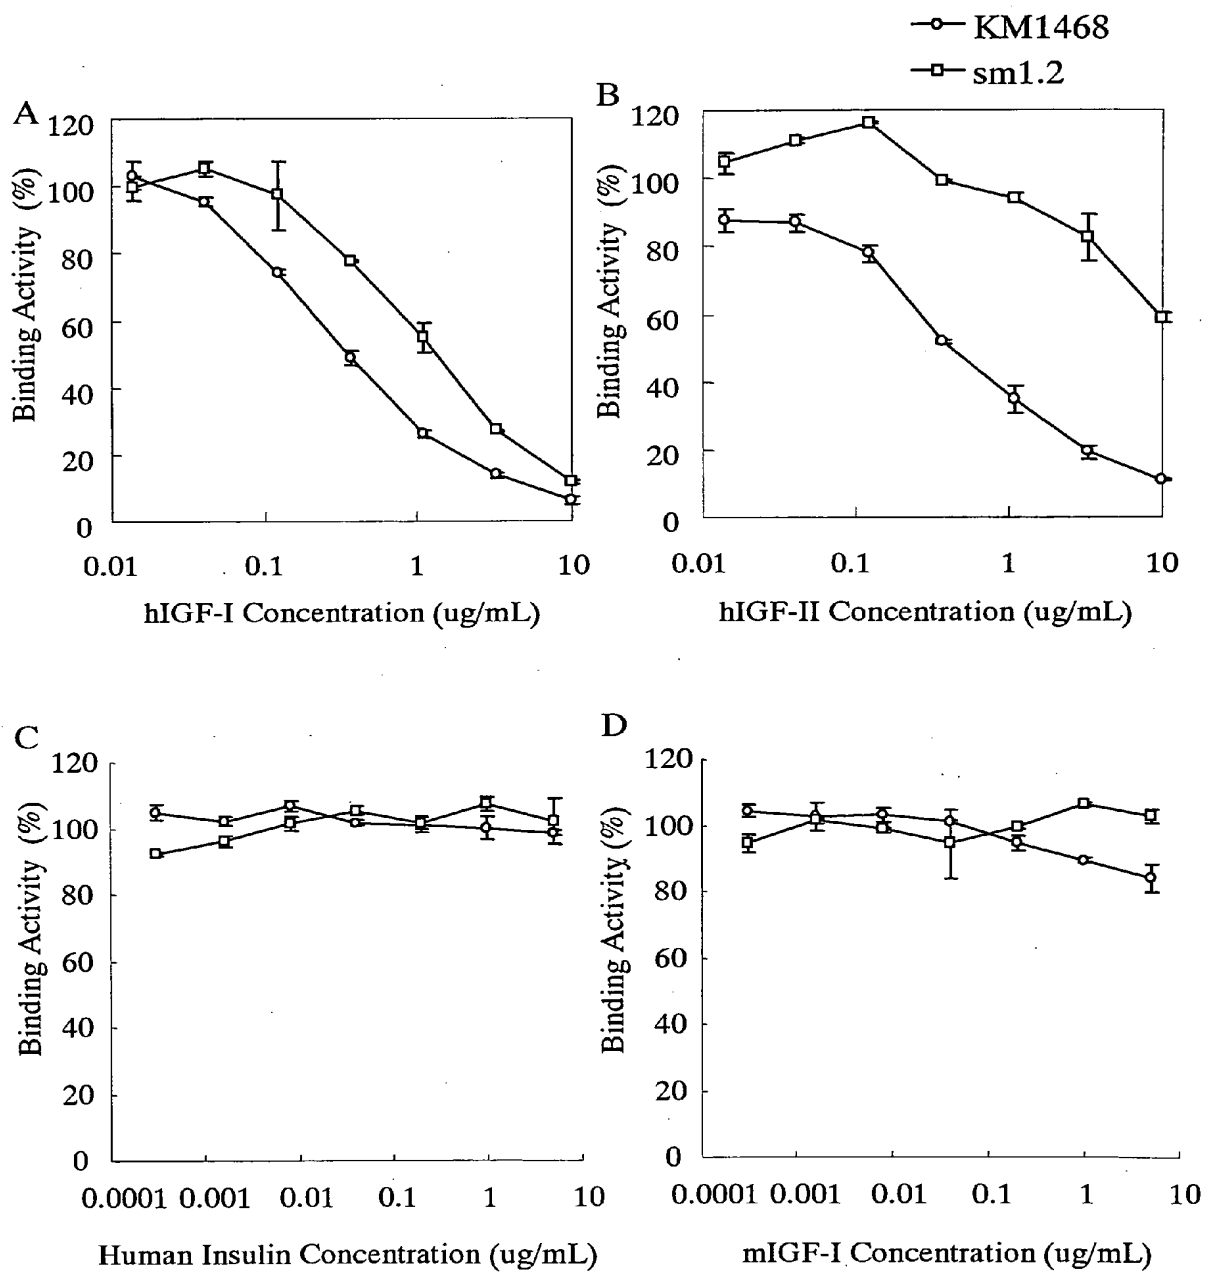 KM1468
sm1.2
A
120
100
80
60
40
20
0
Binding Activity (%)
0.01 0.1 1 10
hIGF-I Concentration (ug/mL)
B
120
100
80
60
40
20
0
Binding Activity (%)
0.01 0.1 1 10
hIGF-II Concentration (ug/mL)
C
120
100
80
60
40
20
0
Binding Activity (%)
0.0001 0.001 0.01 0.1 1 10
Human Insulin Concentration (ug/mL)
D
120
100
80
60
40
20
0
Binding Activity (%)
0.0001 0.001 0.01 0.1 1 10
mIGF-I Concentration (ug/mL)